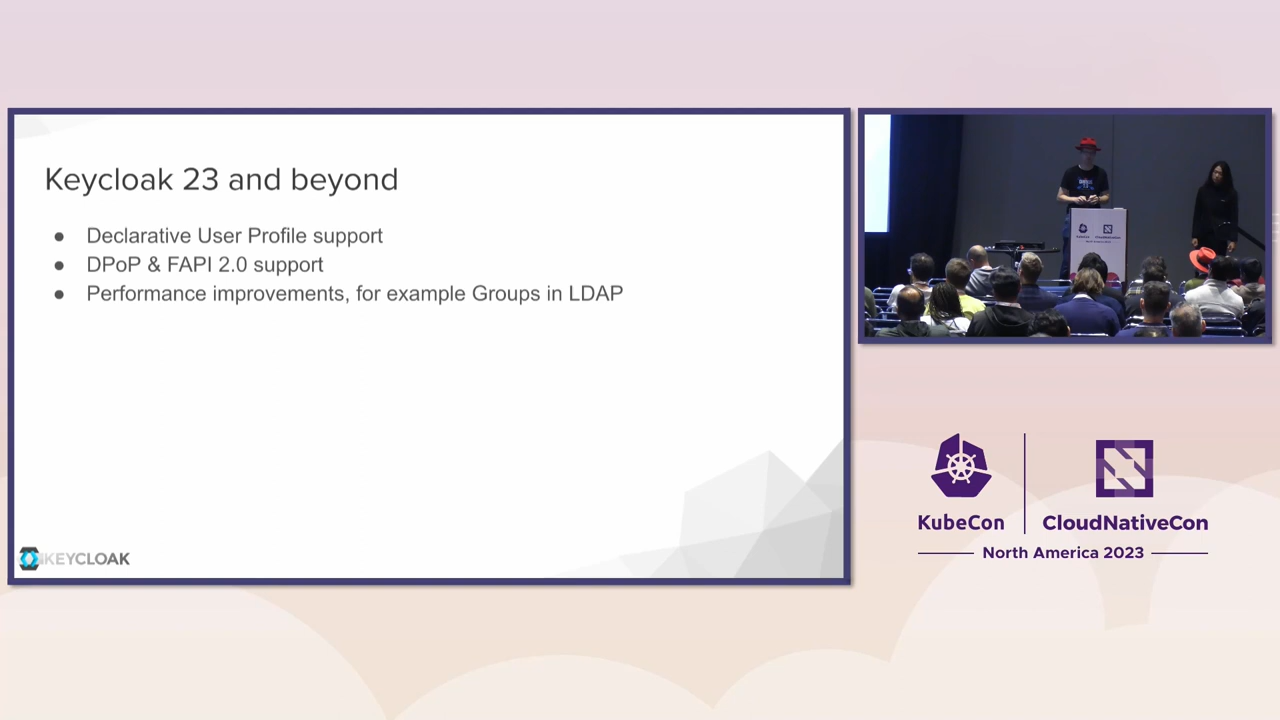 Keycloak 23 and beyond
● Declarative User Profile support
● DPoP & FAPI 2.0 support
● Performance improvements, for example Groups in LDAP
KEYCLOAK
KubeCon
CloudNativeCon
North America 2023